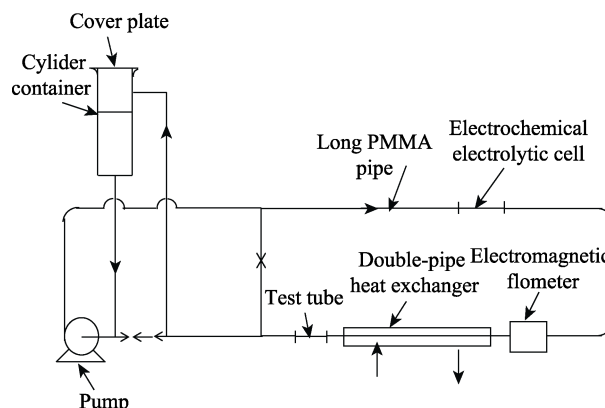 Cover plate
Cylider
container
Long PMMA
pipe
Electrochemical
electrolytic cell
Double-pipe
heat exchanger
Electromagnetic
flometer
Test tube
Pump